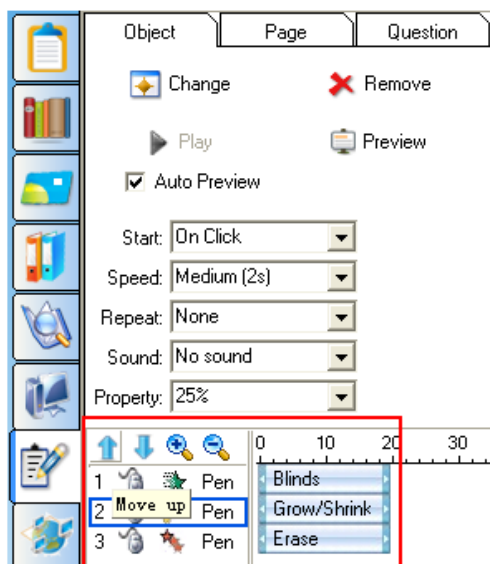 Object Page Question
Change Remove
Play Preview
Auto Preview
Start: On Click
Speed: Medium (2s)
Repeat: None
Sound: No sound
Property: 25%
0 10 20 30
1 Pen Blinds
Move up
2 Pen Grow/Shrink
3 Pen Erase